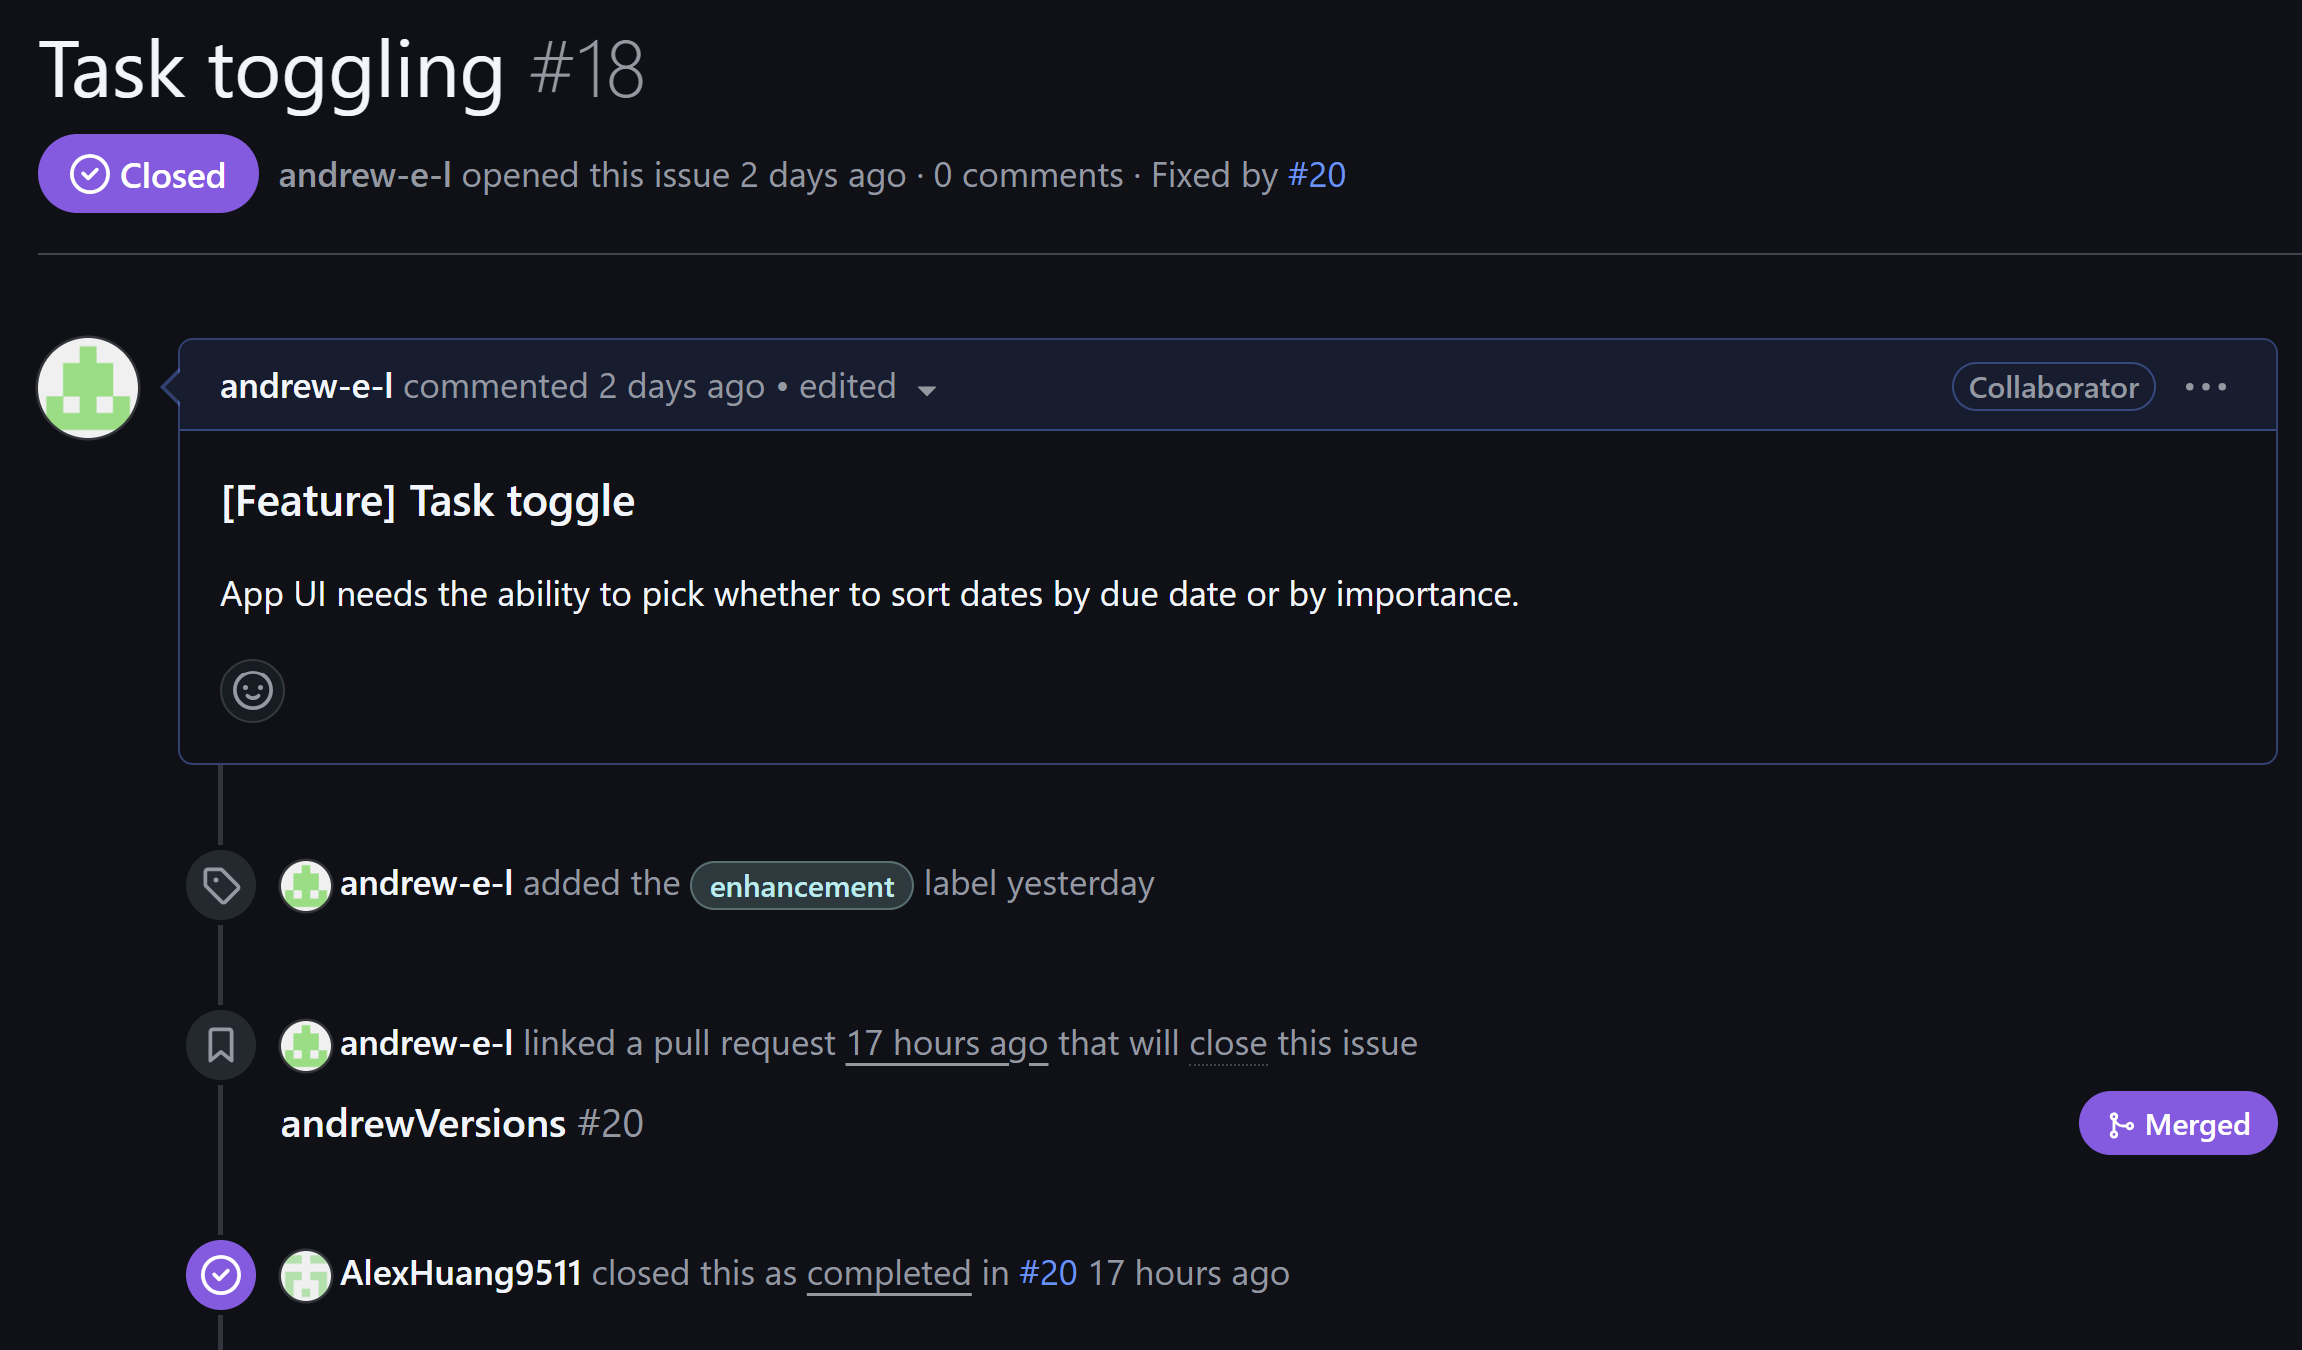 Task toggling #18
Closed andrew-e-l opened this issue 2 days ago · 0 comments · Fixed by #20
andrew-e-l commented 2 days ago • edited
Collaborator
[Feature] Task toggle
App UI needs the ability to pick whether to sort dates by due date or by importance.
andrew-e-l added the enhancement label yesterday
andrew-e-l linked a pull request 17 hours ago that will close this issue
andrewVersions #20
Merged
AlexHuang9511 closed this as completed in #20 17 hours ago